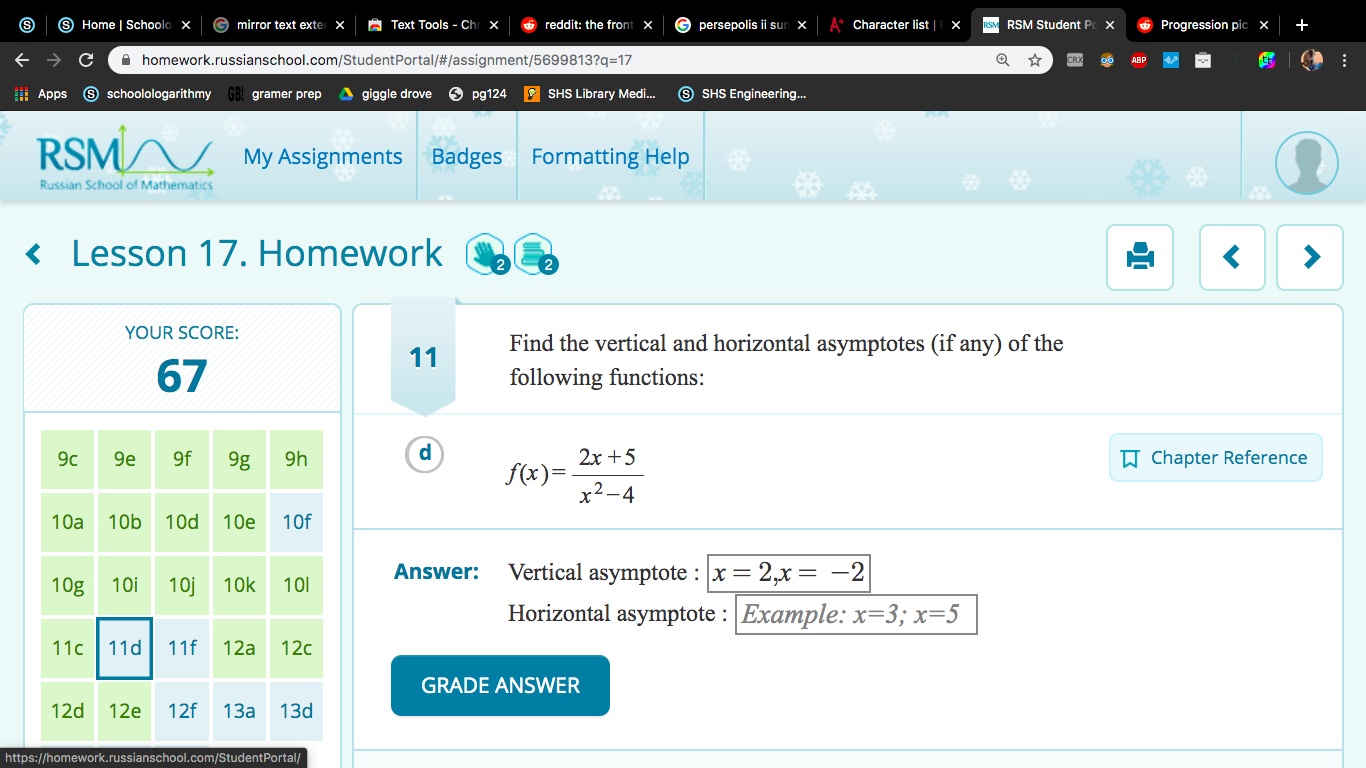 Home | Schoolo
mirror text exte
Text Tools - Ch
reddit: the front
persepolis ii sun
Character list |
RSM Student Po
Progression pic
homework.russianschool.com/StudentPortal/#/assignment/5699813?q=17
Apps
schoolologarithmy
gramer prep
giggle drove
pg124
SHS Library Medi...
SHS Engineering...
RSM
Russian School of Mathematics
My Assignments
Badges
Formatting Help
Lesson 17. Homework
2
2
YOUR SCORE:
67
9c 9e 9f 9g 9h
10a 10b 10d 10e 10f
10g 10i 10j 10k 10l
11c 11d 11f 12a 12c
12d 12e 12f 13a 13d
11
Find the vertical and horizontal asymptotes (if any) of the
following functions:
d
f(x)= 2x+5
x²−4
Chapter Reference
Answer:
Vertical asymptote : x = 2,x = −2
Horizontal asymptote : Example: x=3; x=5
GRADE ANSWER
https://homework.russianschool.com/StudentPortal/